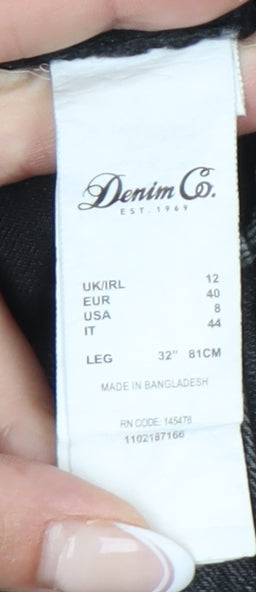 Denim Co.
EST. 1969
UK/IRL 12
EUR 40
USA 8
IT 44
LEG 32" 81CM
MADE IN BANGLADESH
RN CODE: 145478
1102187166